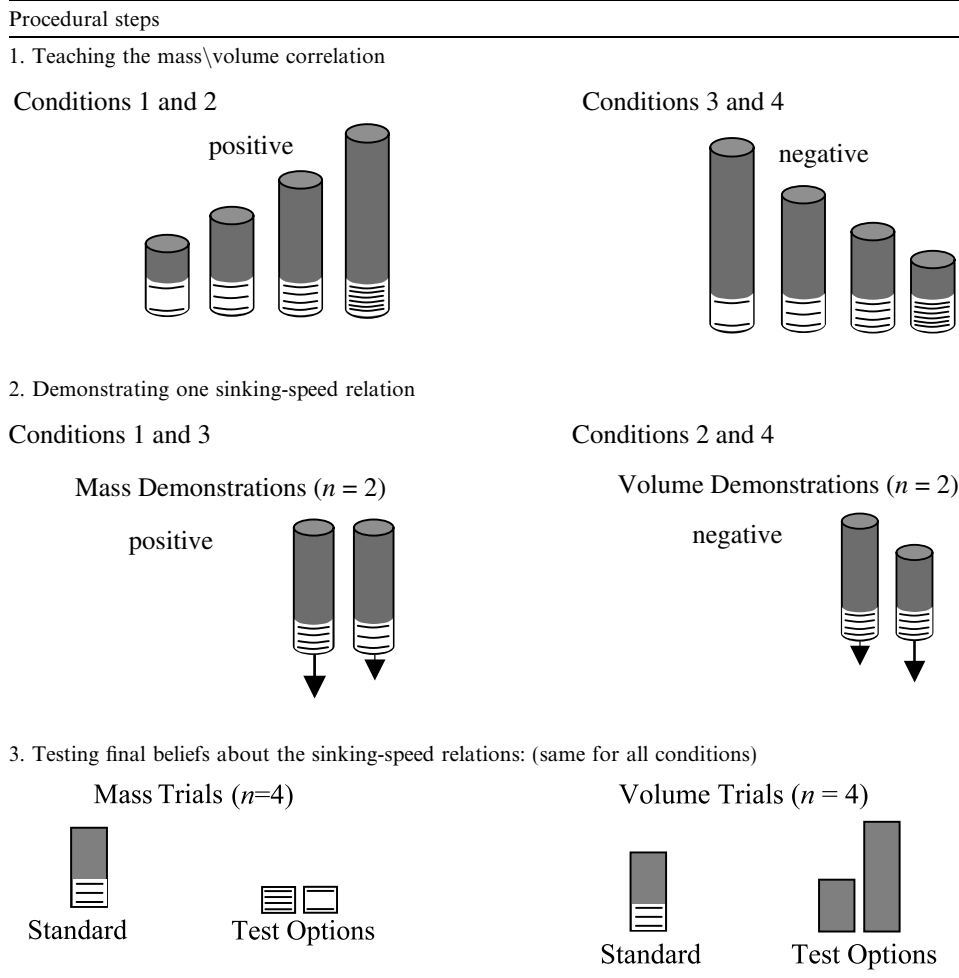 Procedural steps
1. Teaching the mass\volume correlation
Conditions 1 and 2
Conditions 3 and 4
positive
negative
2. Demonstrating one sinking-speed relation
Conditions 1 and 3
Conditions 2 and 4
Mass Demonstrations (n = 2)
Volume Demonstrations (n = 2)
positive
negative
3. Testing final beliefs about the sinking-speed relations: (same for all conditions)
Mass Trials (n=4)
Volume Trials (n = 4)
Standard
Test Options
Standard
Test Options